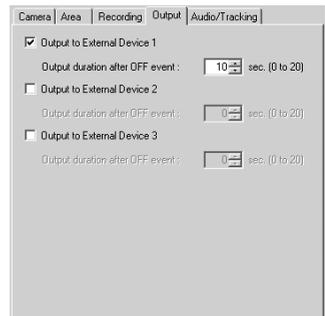 Camera Area Recording Output Audio/Tracking
Output to External Device 1
Output duration after OFF event : 10 sec. (0 to 20)
Output to External Device 2
Output duration after OFF event : 0 sec. (0 to 20)
Output to External Device 3
Output duration after OFF event : 0 sec. (0 to 20)